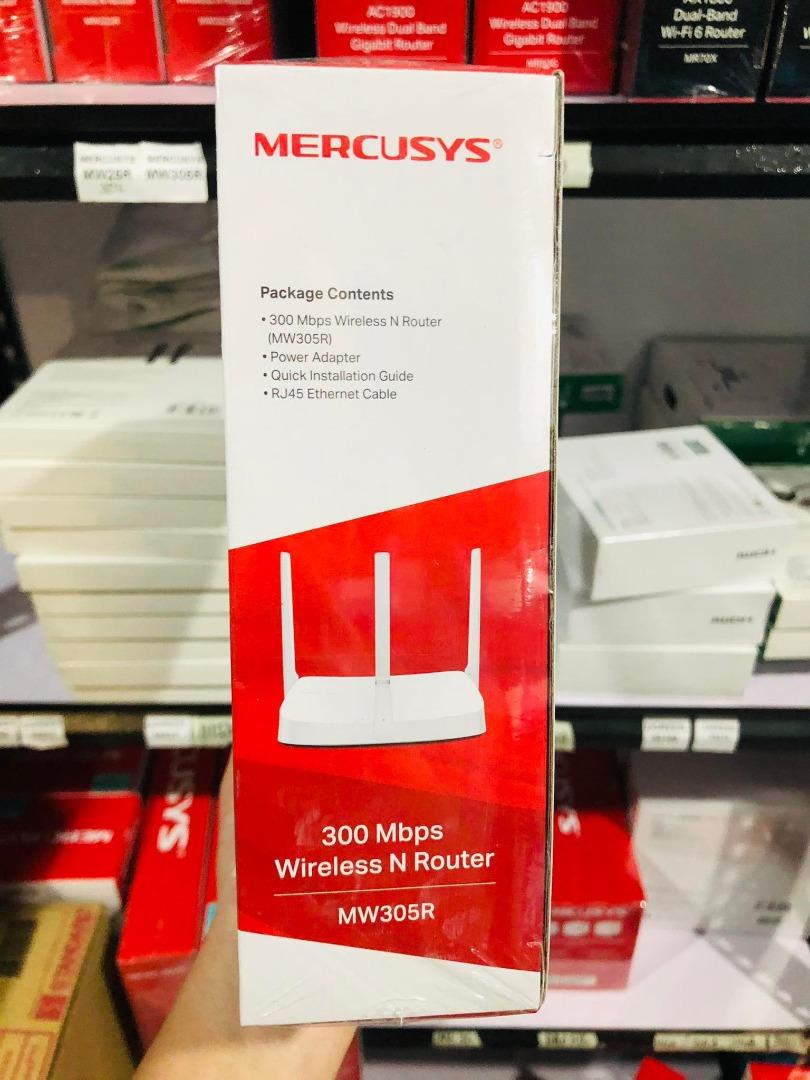 AC1900
Wireless Dual Band
Gigabit Router
AC1900
Wireless Dual Band
Gigabit Router
Dual-Band
Wi-Fi 6 Router
MR70X
MERCUSYS
MW305R
MERCUSYS®
Package Contents
• 300 Mbps Wireless N Router
(MW305R)
• Power Adapter
• Quick Installation Guide
• RJ45 Ethernet Cable
300 Mbps
Wireless N Router
MW305R